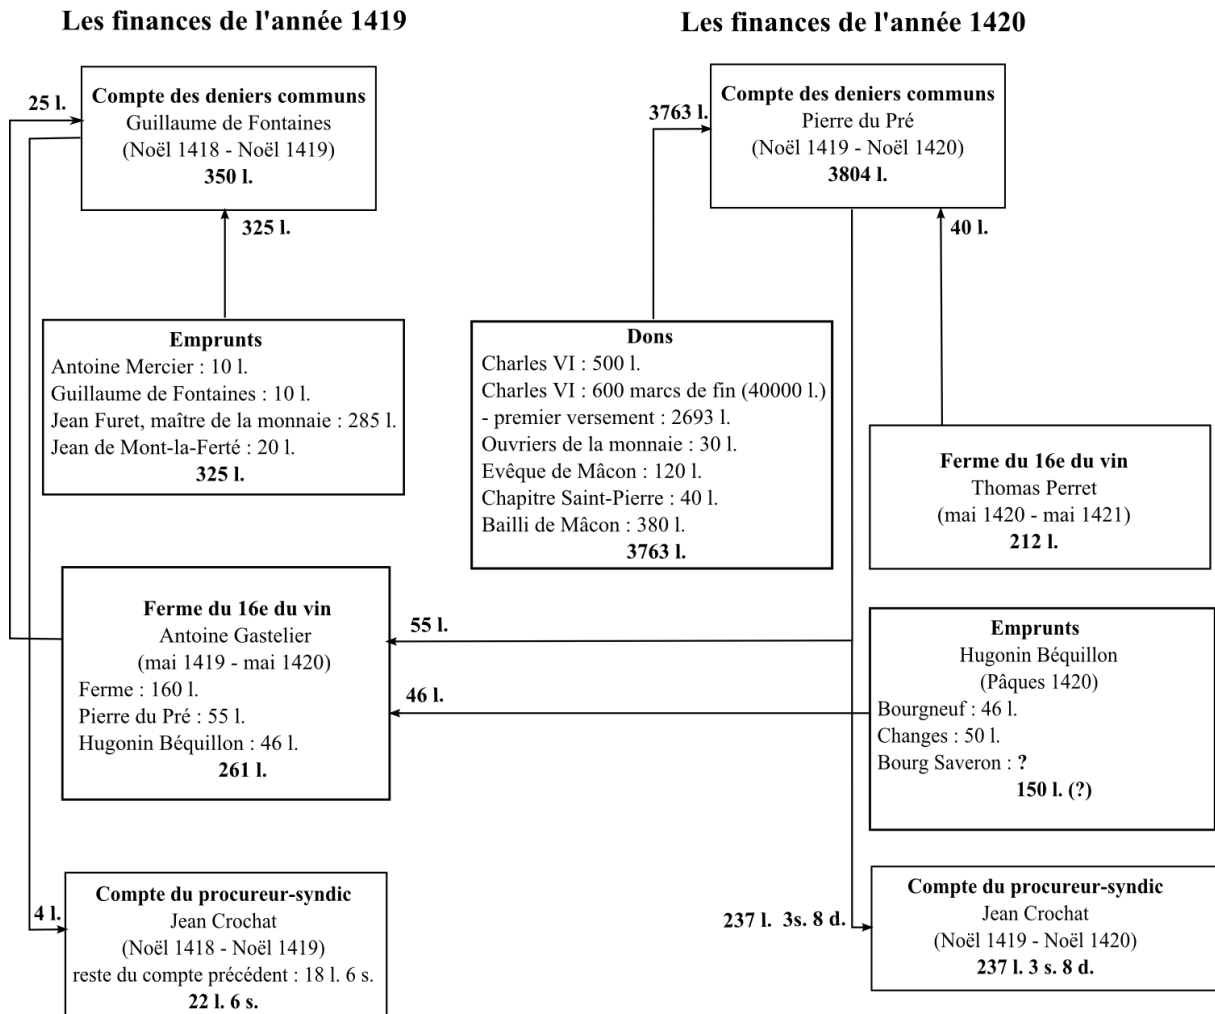 Les finances de l'année 1419
25 l.
Compte des deniers communs
Guillaume de Fontaines
(Noël 1418 - Noël 1419)
350 l.
325 l.
Emprunts
Antoine Mercier : 10 l.
Guillaume de Fontaines : 10 l.
Jean Furet, maître de la monnaie : 285 l.
Jean de Mont-la-Ferté : 20 l.
325 l.
Ferme du 16e du vin
Antoine Gastelier
(mai 1419 - mai 1420)
Ferme : 160 l.
Pierre du Pré : 55 l.
Hugonin Béquillon : 46 l.
261 l.
4 l.
Compte du procureur-syndic
Jean Crochat
(Noël 1418 - Noël 1419)
reste du compte précédent : 18 l. 6 s.
22 l. 6 s.
Les finances de l'année 1420
3763 l.
Compte des deniers communs
Pierre du Pré
(Noël 1419 - Noël 1420)
3804 l.
40 l.
Dons
Charles VI : 500 l.
Charles VI : 600 marcs de fin (40000 l.)
- premier versement : 2693 l.
Ouvriers de la monnaie : 30 l.
Evêque de Mâcon : 120 l.
Chapitre Saint-Pierre : 40 l.
Bailli de Mâcon : 380 l.
3763 l.
Ferme du 16e du vin
Thomas Perret
(mai 1420 - mai 1421)
212 l.
55 l.
46 l.
Emprunts
Hugonin Béquillon
(Pâques 1420)
Bourgneuf : 46 l.
Changes : 50 l.
Bourg Saveron : ?
150 l. (?)
237 l. 3s. 8 d.
Compte du procureur-syndic
Jean Crochat
(Noël 1419 - Noël 1420)
237 l. 3 s. 8 d.